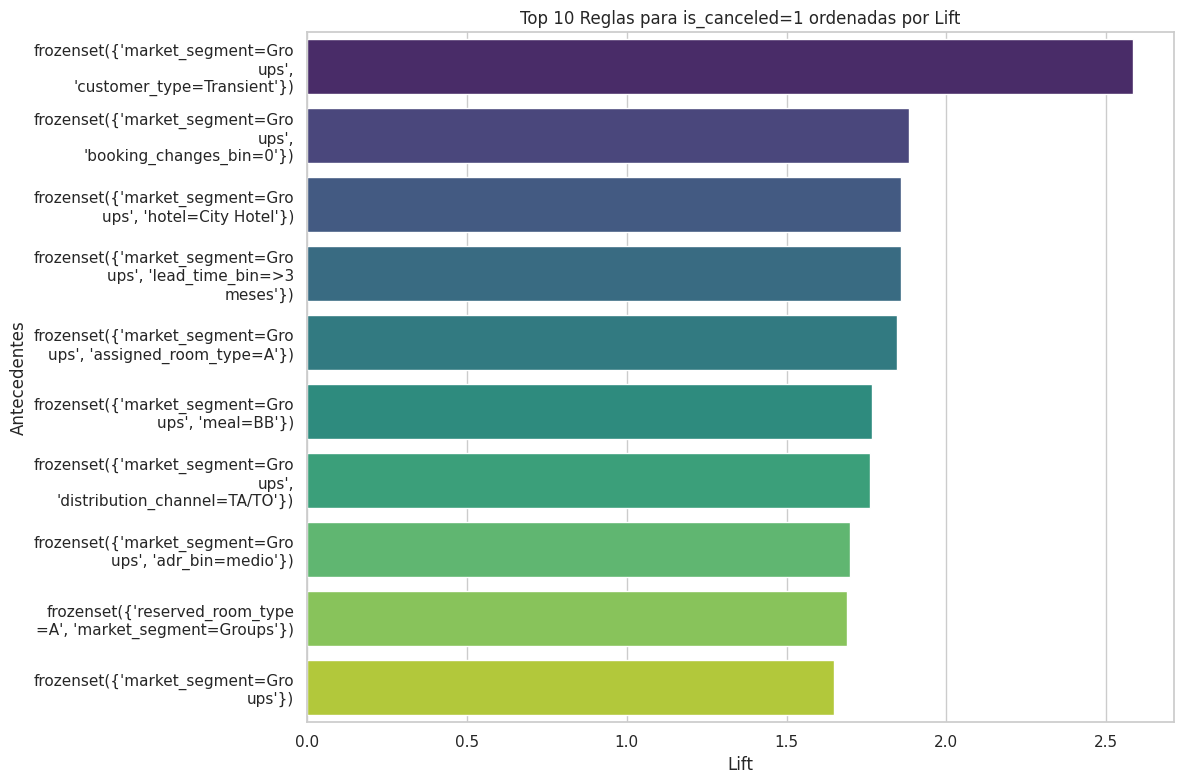 Top 10 Reglas para is_canceled=1 ordenadas por Lift
frozenset({'market_segment=Gro
ups',
'customer_type=Transient'})
frozenset({'market_segment=Gro
ups',
'booking_changes_bin=0'})
frozenset({'market_segment=Gro
ups', 'hotel=City Hotel'})
frozenset({'market_segment=Gro
ups', 'lead_time_bin=>3
meses'})
frozenset({'market_segment=Gro
ups', 'assigned_room_type=A'})
frozenset({'market_segment=Gro
ups', 'meal=BB'})
frozenset({'market_segment=Gro
ups',
'distribution_channel=TA/TO'})
frozenset({'market_segment=Gro
ups', 'adr_bin=medio'})
frozenset({'reserved_room_type
=A', 'market_segment=Groups'})
frozenset({'market_segment=Gro
ups'})
Antecedentes
0.0 0.5 1.0 1.5 2.0 2.5
Lift